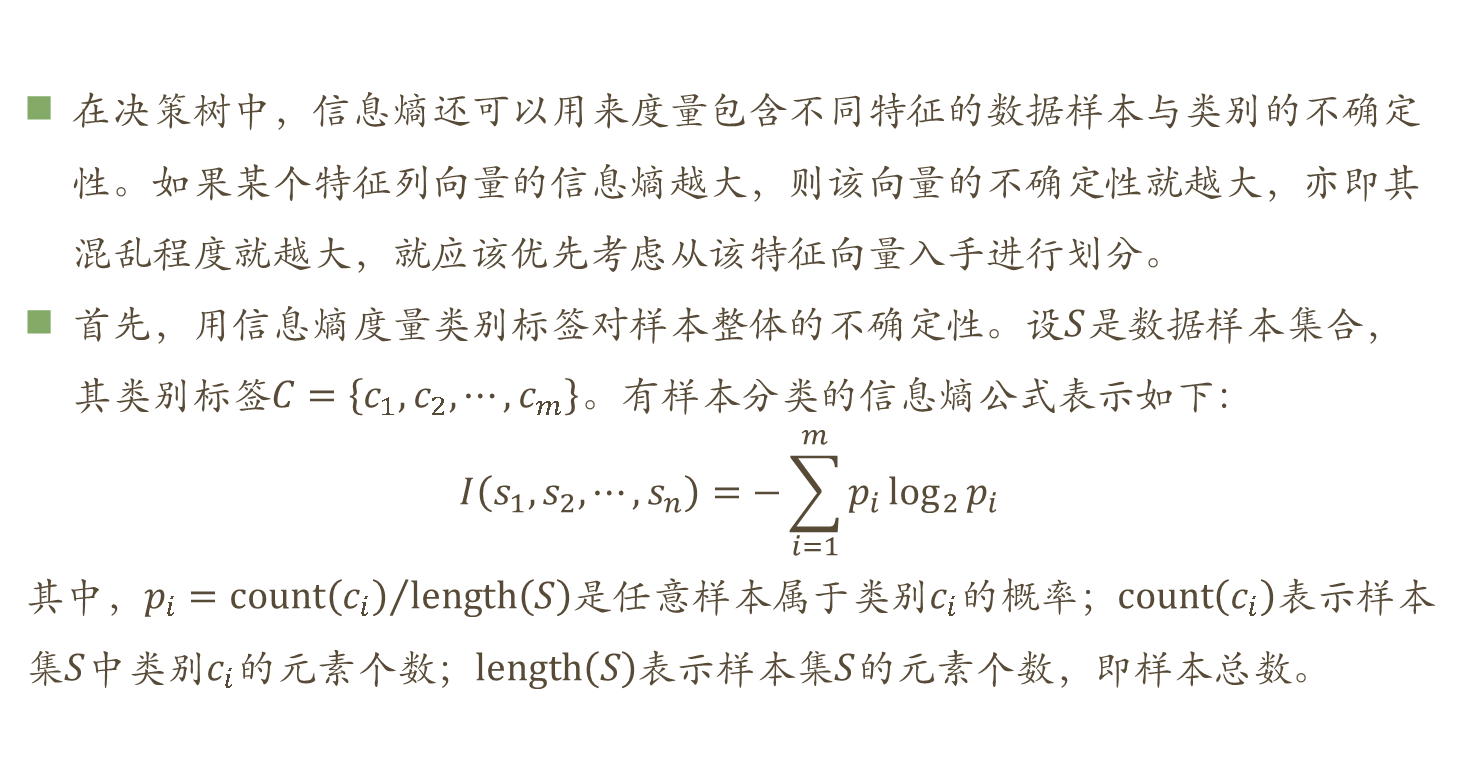 ■ 在决策树中，信息熵还可以用来度量包含不同特征的数据样本与类别的不确定
性。如果某个特征列向量的信息熵越大，则该向量的不确定性就越大，亦即其
混乱程度就越大，就应该优先考虑从该特征向量入手进行划分。
■ 首先，用信息熵度量类别标签对样本整体的不确定性。设S是数据样本集合，
其类别标签C = {c₁, c₂, ⋯, cₘ}。有样本分类的信息熵公式表示如下：
I(s₁, s₂, ⋯, sₙ) = −∑_{i=1}^{m} pᵢ log₂ pᵢ
其中，pᵢ = count(cᵢ)/length(S)是任意样本属于类别cᵢ的概率；count(cᵢ)表示样本
集S中类别cᵢ的元素个数；length(S)表示样本集S的元素个数，即样本总数。